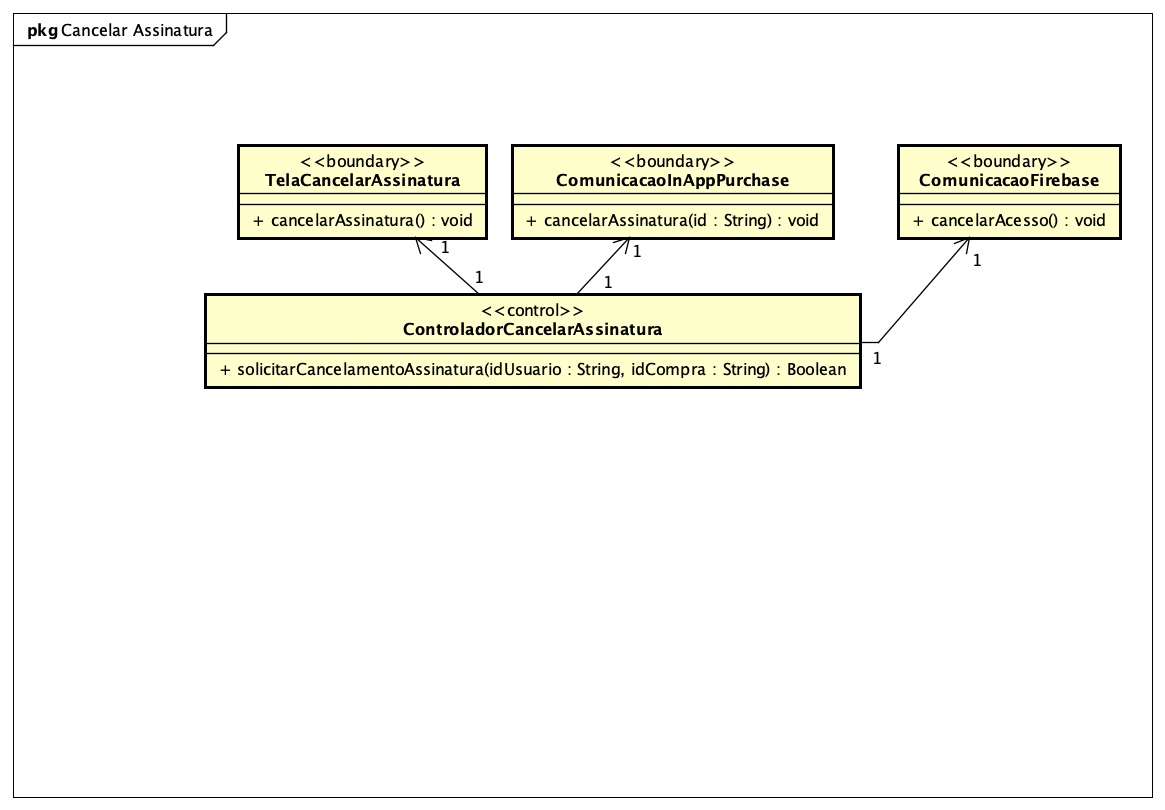 pkg Cancelar Assinatura
<<boundary>>
TelaCancelarAssinatura
+ cancelarAssinatura() : void
<<boundary>>
ComunicacaoInAppPurchase
+ cancelarAssinatura(id : String) : void
<<boundary>>
ComunicacaoFirebase
+ cancelarAcesso() : void
1
1
1
1
1
1
<<control>>
ControladorCancelarAssinatura
+ solicitarCancelamentoAssinatura(idUsuario : String, idCompra : String) : Boolean